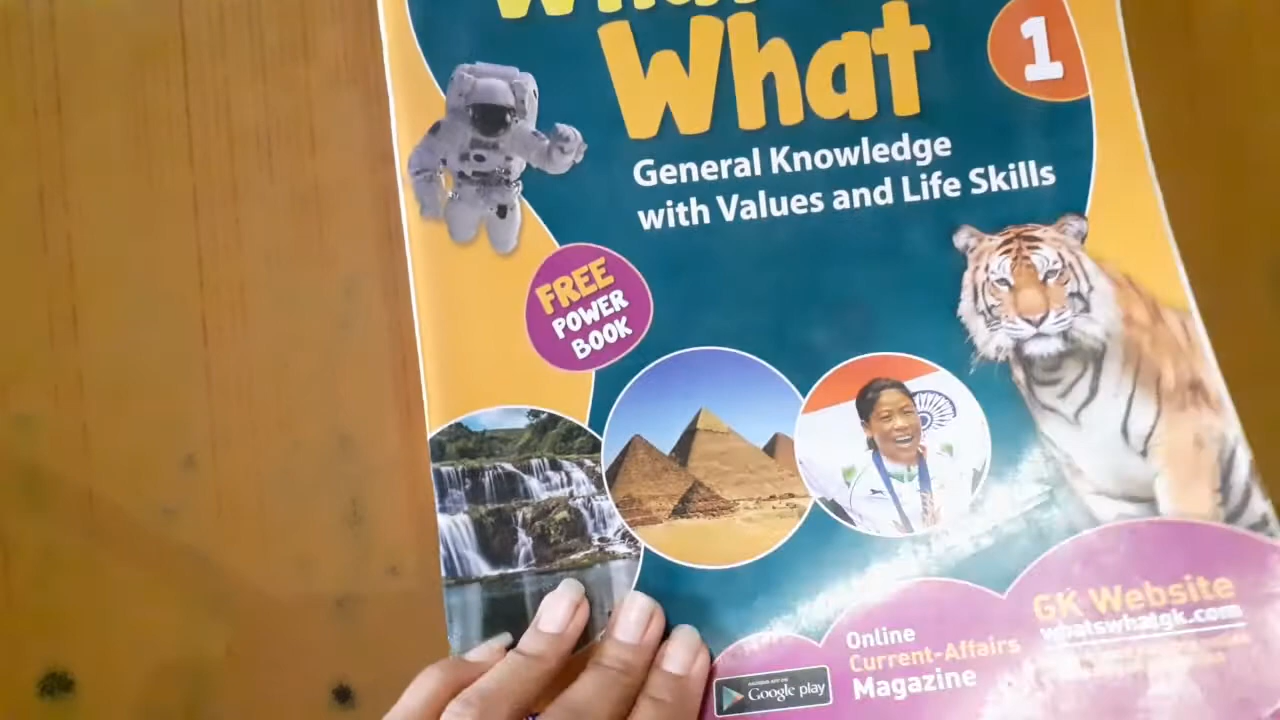 What
1
General Knowledge
with Values and Life Skills
FREE
POWER
BOOK
GK Website
whatswhatgk.com
Online
Current-Affairs
Magazine
Google play